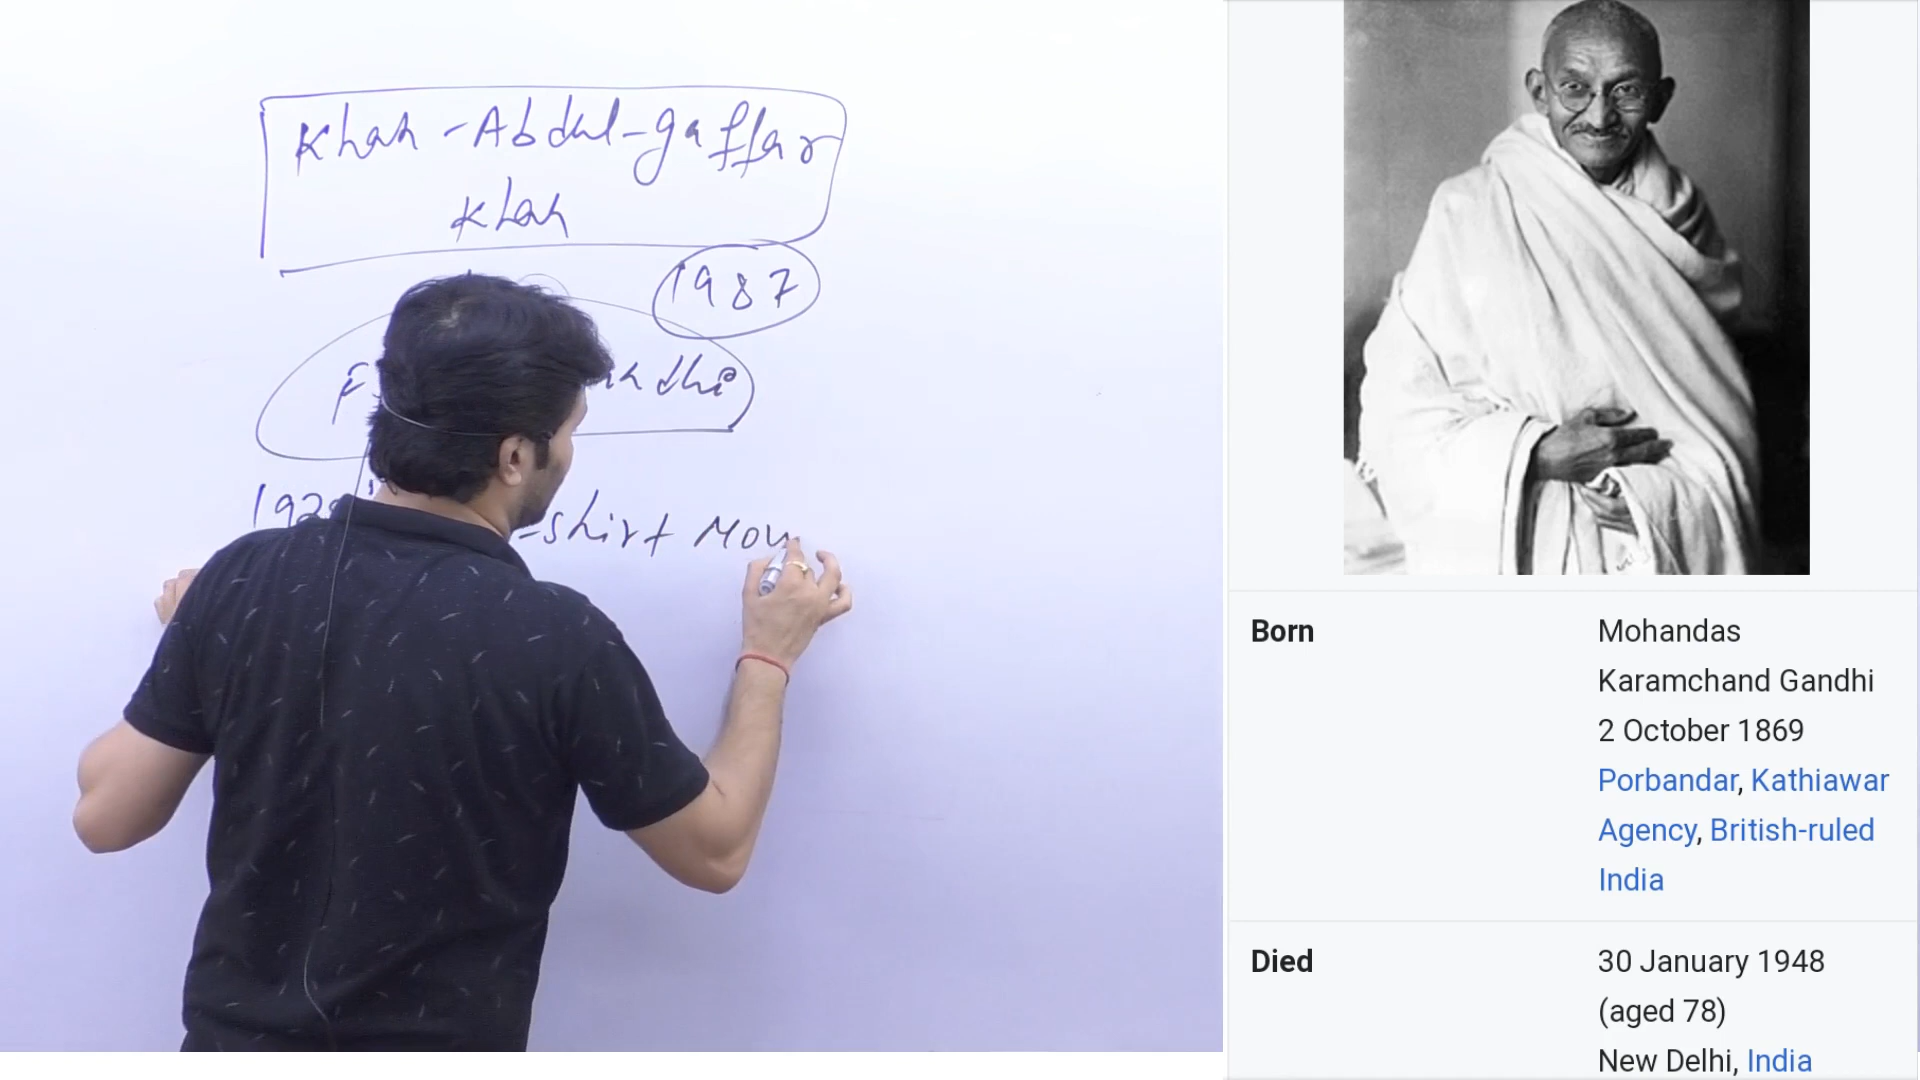 Khan - Abdul - gaffar
Khan
1987
-shirt Mov
Born
Mohandas
Karamchand Gandhi
2 October 1869
Porbandar, Kathiawar
Agency, British-ruled
India
Died
30 January 1948
(aged 78)
New Delhi, India